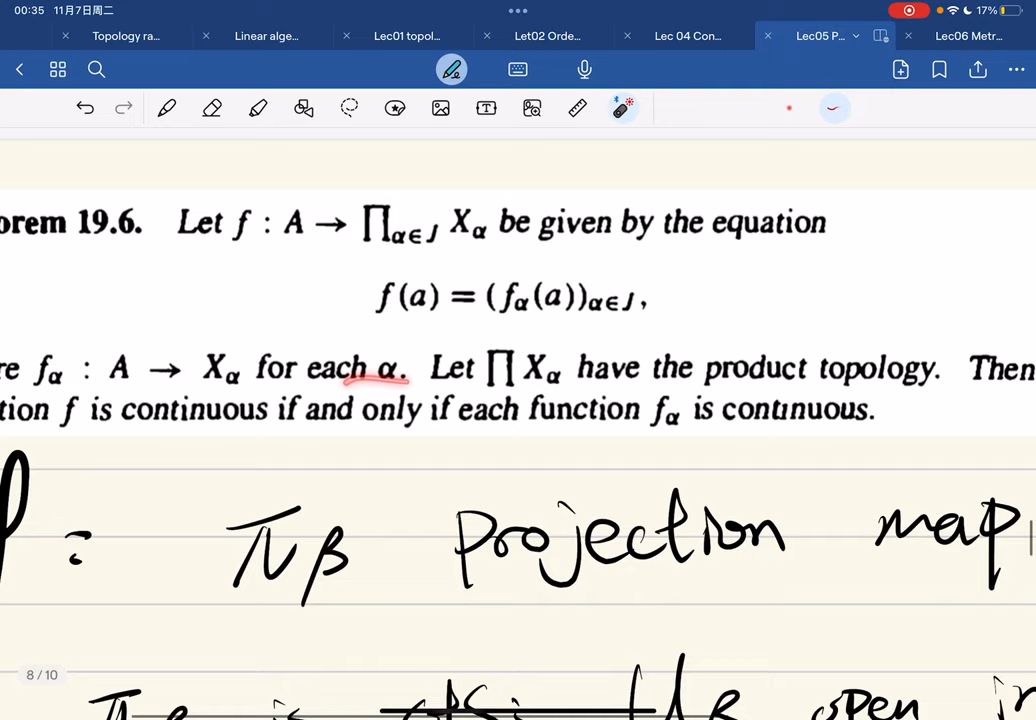 00:35 11月7日周二
17%
Topology ra... Linear alge... Lec01 topol... Let02 Orde... Lec 04 Con... Lec05 P... Lec06 Metr...
orem 19.6. Let f : A → ∏α∈J Xα be given by the equation
f(a) = (fα(a))α∈J,
re fα : A → Xα for each α. Let ∏ Xα have the product topology. Then
tion f is continuous if and only if each function fα is continuous.
: πβ projection map
8 / 10
πβ is open in